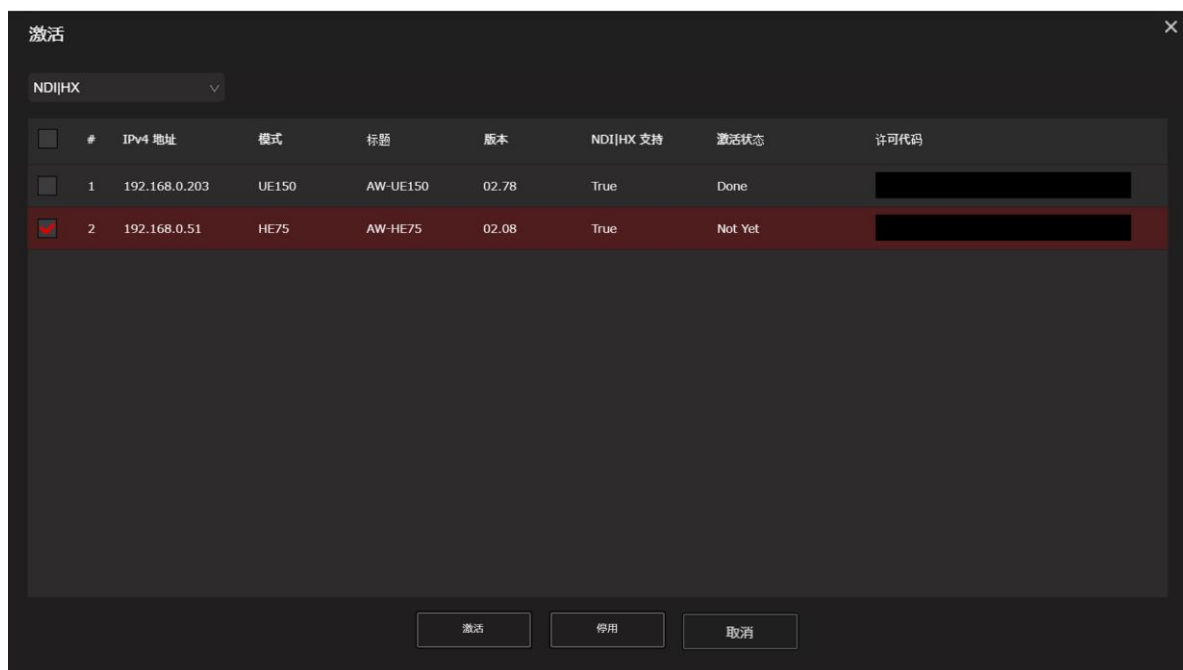 激活
NDI|HX
# IPv4 地址 模式 标题 版本 NDI|HX 支持 激活状态 许可代码
1 192.168.0.203 UE150 AW-UE150 02.78 True Done
2 192.168.0.51 HE75 AW-HE75 02.08 True Not Yet
激活 停用 取消